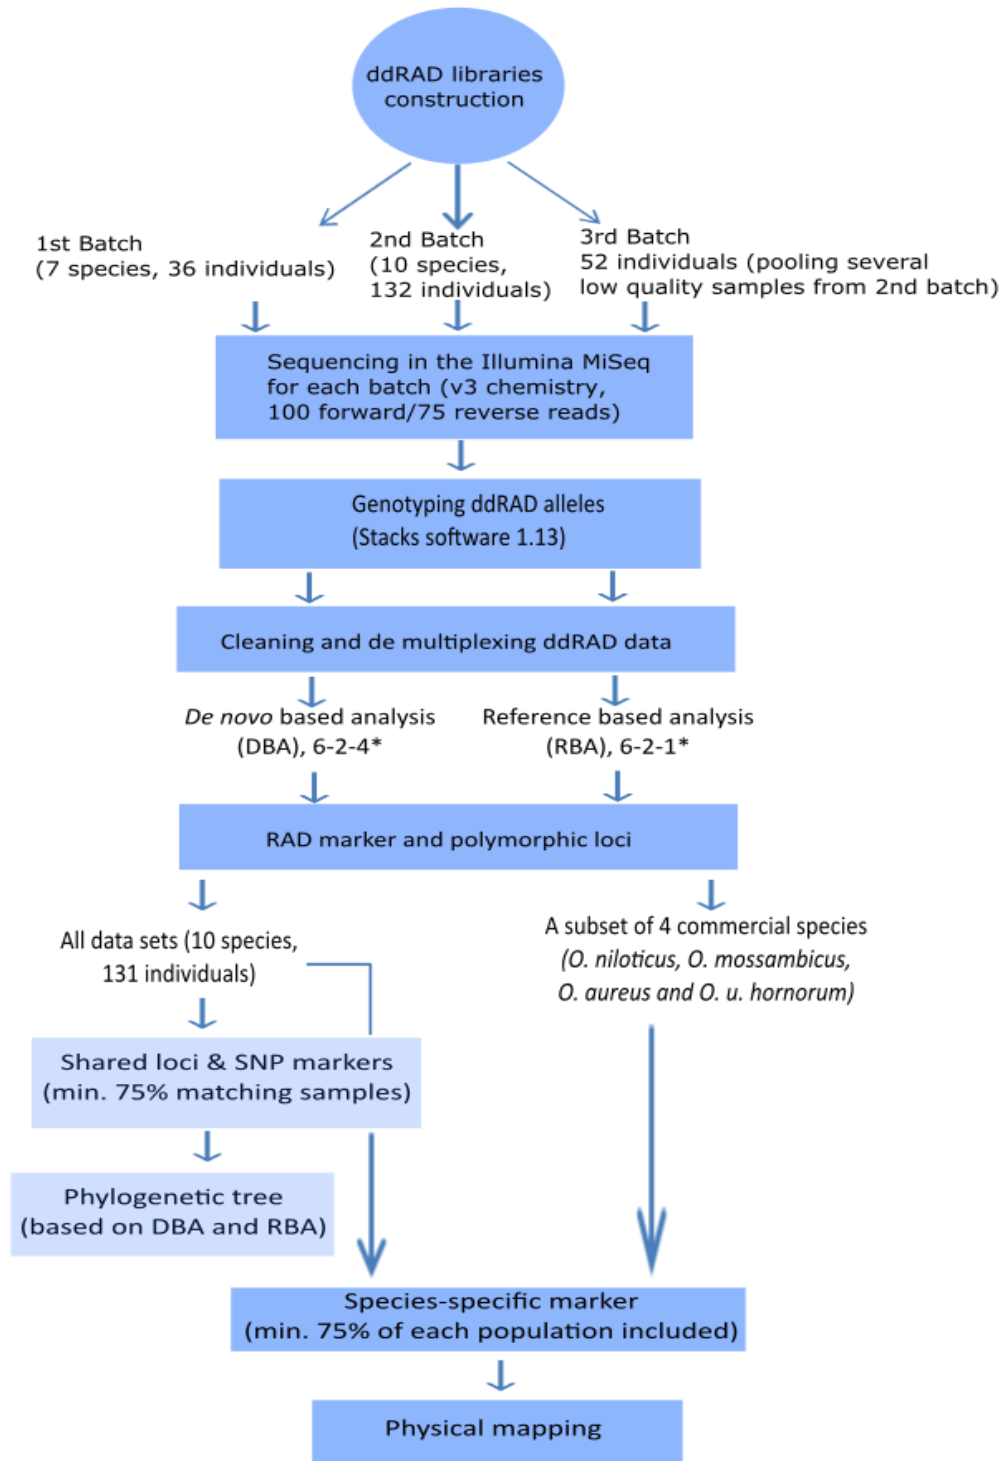 ddRAD libraries
construction
1st Batch
(7 species, 36 individuals)
2nd Batch
(10 species,
132 individuals)
3rd Batch
52 individuals (pooling several
low quality samples from 2nd batch)
Sequencing in the Illumina MiSeq
for each batch (v3 chemistry,
100 forward/75 reverse reads)
Genotyping ddRAD alleles
(Stacks software 1.13)
Cleaning and de multiplexing ddRAD data
De novo based analysis
(DBA), 6-2-4*
Reference based analysis
(RBA), 6-2-1*
RAD marker and polymorphic loci
All data sets (10 species,
131 individuals)
A subset of 4 commercial species
(O. niloticus, O. mossambicus,
O. aureus and O. u. hornorum)
Shared loci & SNP markers
(min. 75% matching samples)
Phylogenetic tree
(based on DBA and RBA)
Species-specific marker
(min. 75% of each population included)
Physical mapping